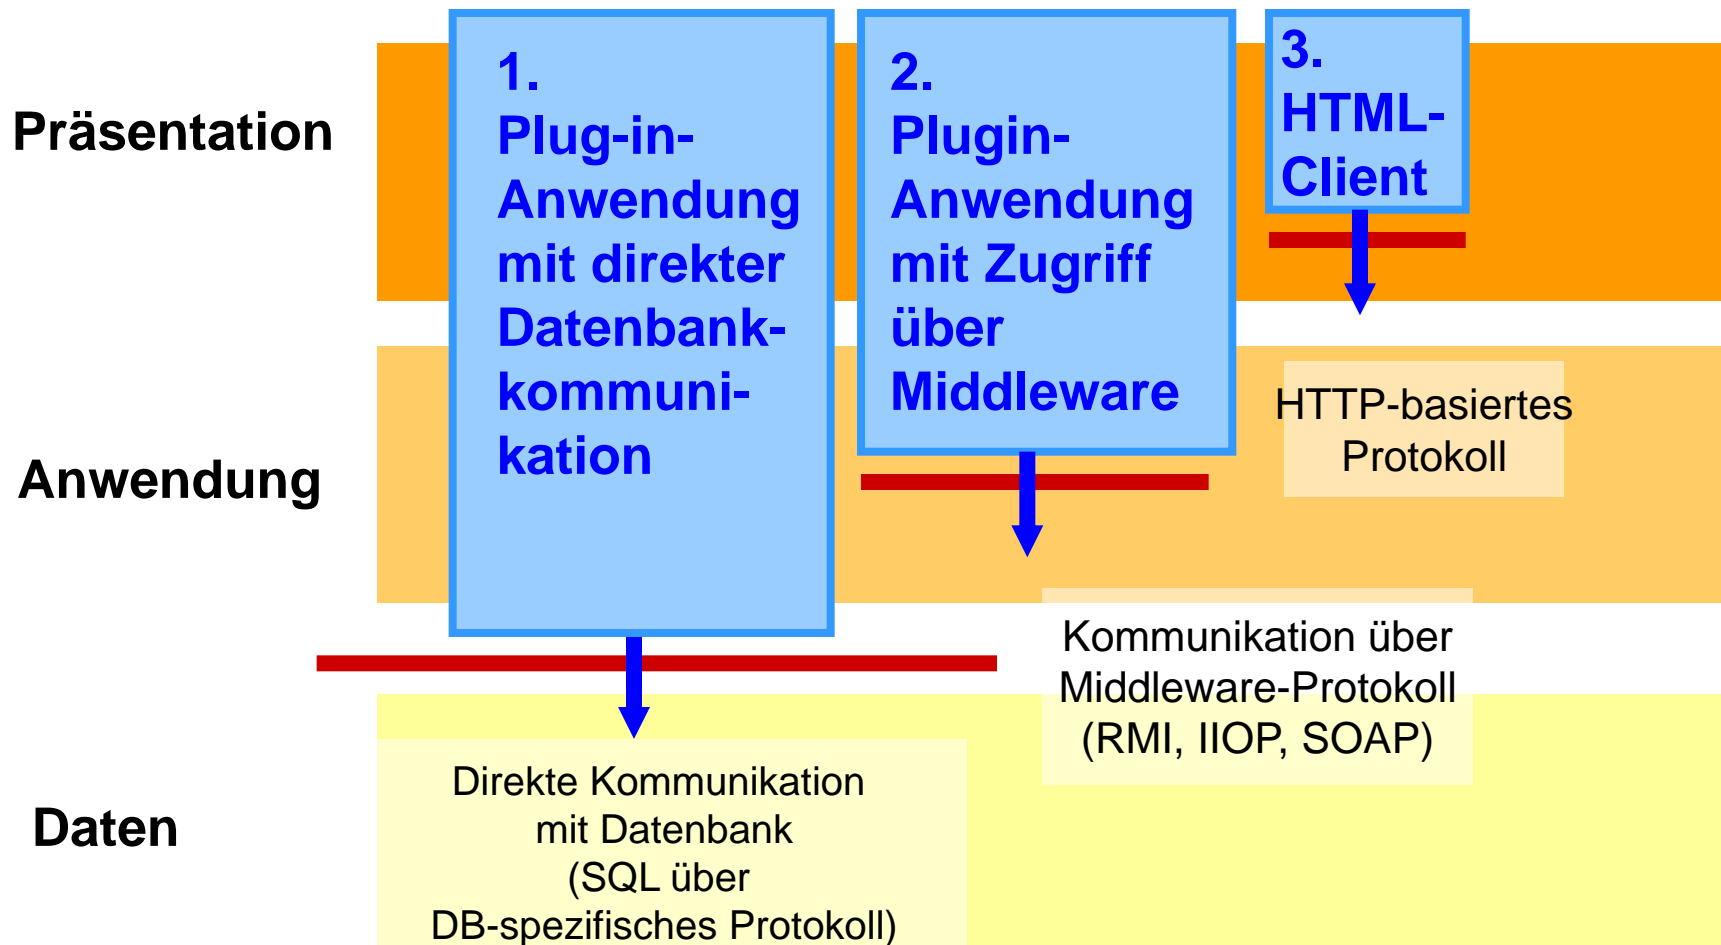 Präsentation
1.
Plug-in-
Anwendung
mit direkter
Datenbank-
kommuni-
kation
2.
Plugin-
Anwendung
mit Zugriff
über
Middleware
3.
HTML-
Client
HTTP-basiertes
Protokoll
Anwendung
Kommunikation über
Middleware-Protokoll
(RMI, IIOP, SOAP)
Daten
Direkte Kommunikation
mit Datenbank
(SQL über
DB-spezifisches Protokoll)